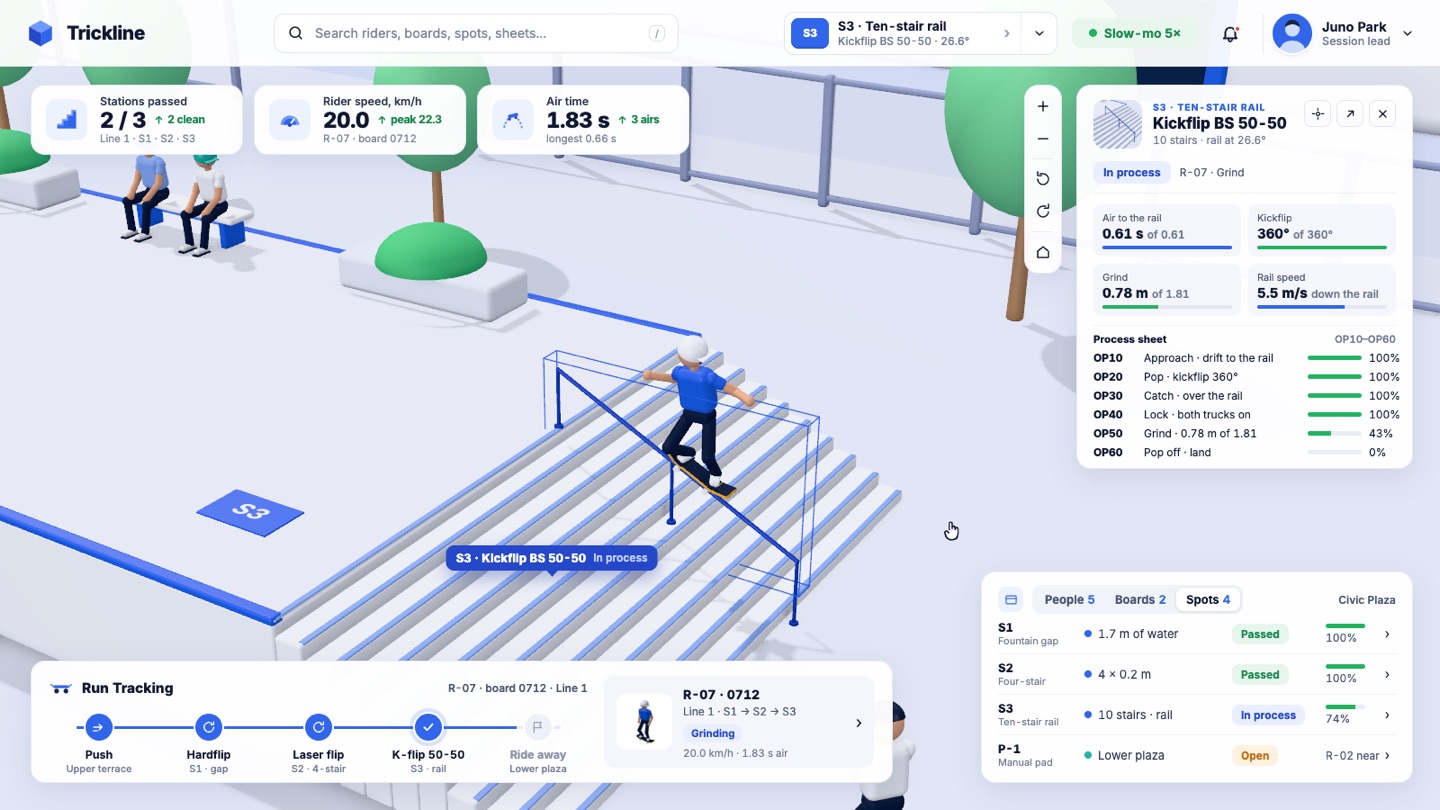 Trickline
Search riders, boards, spots, sheets...
/
S3
S3 · Ten-stair rail
Kickflip BS 50-50 · 26.6°
Slow-mo 5×
Juno Park
Session lead
Stations passed
2 / 3 ↑ 2 clean
Line 1 · S1 · S2 · S3
Rider speed, km/h
20.0 ↑ peak 22.3
R-07 · board 0712
Air time
1.83 s ↑ 3 airs
longest 0.66 s
S3 · TEN-STAIR RAIL
Kickflip BS 50-50
10 stairs · rail at 26.6°
In process R-07 · Grind
Air to the rail
0.61 s of 0.61
Kickflip
360° of 360°
Grind
0.78 m of 1.81
Rail speed
5.5 m/s down the rail
Process sheet OP10–OP60
OP10 Approach · drift to the rail 100%
OP20 Pop · kickflip 360° 100%
OP30 Catch · over the rail 100%
OP40 Lock · both trucks on 100%
OP50 Grind · 0.78 m of 1.81 43%
OP60 Pop off · land 0%
S3
S3 · Kickflip BS 50-50 In process
People 5 Boards 2 Spots 4 Civic Plaza
S1
Fountain gap
1.7 m of water
Passed
100%
S2
Four-stair
4 × 0.2 m
Passed
100%
S3
Ten-stair rail
10 stairs · rail
In process
74%
P-1
Manual pad
Lower plaza
Open
R-02 near
Run Tracking R-07 · board 0712 · Line 1
Push
Upper terrace
Hardflip
S1 · gap
Laser flip
S2 · 4-stair
K-flip 50-50
S3 · rail
Ride away
Lower plaza
R-07 · 0712
Line 1 · S1 → S2 → S3
Grinding
20.0 km/h · 1.83 s air